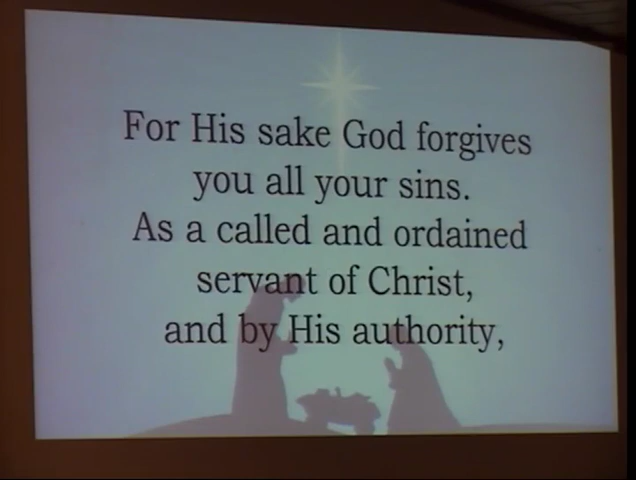 For His sake God forgives
you all your sins.
As a called and ordained
servant of Christ,
and by His authority,